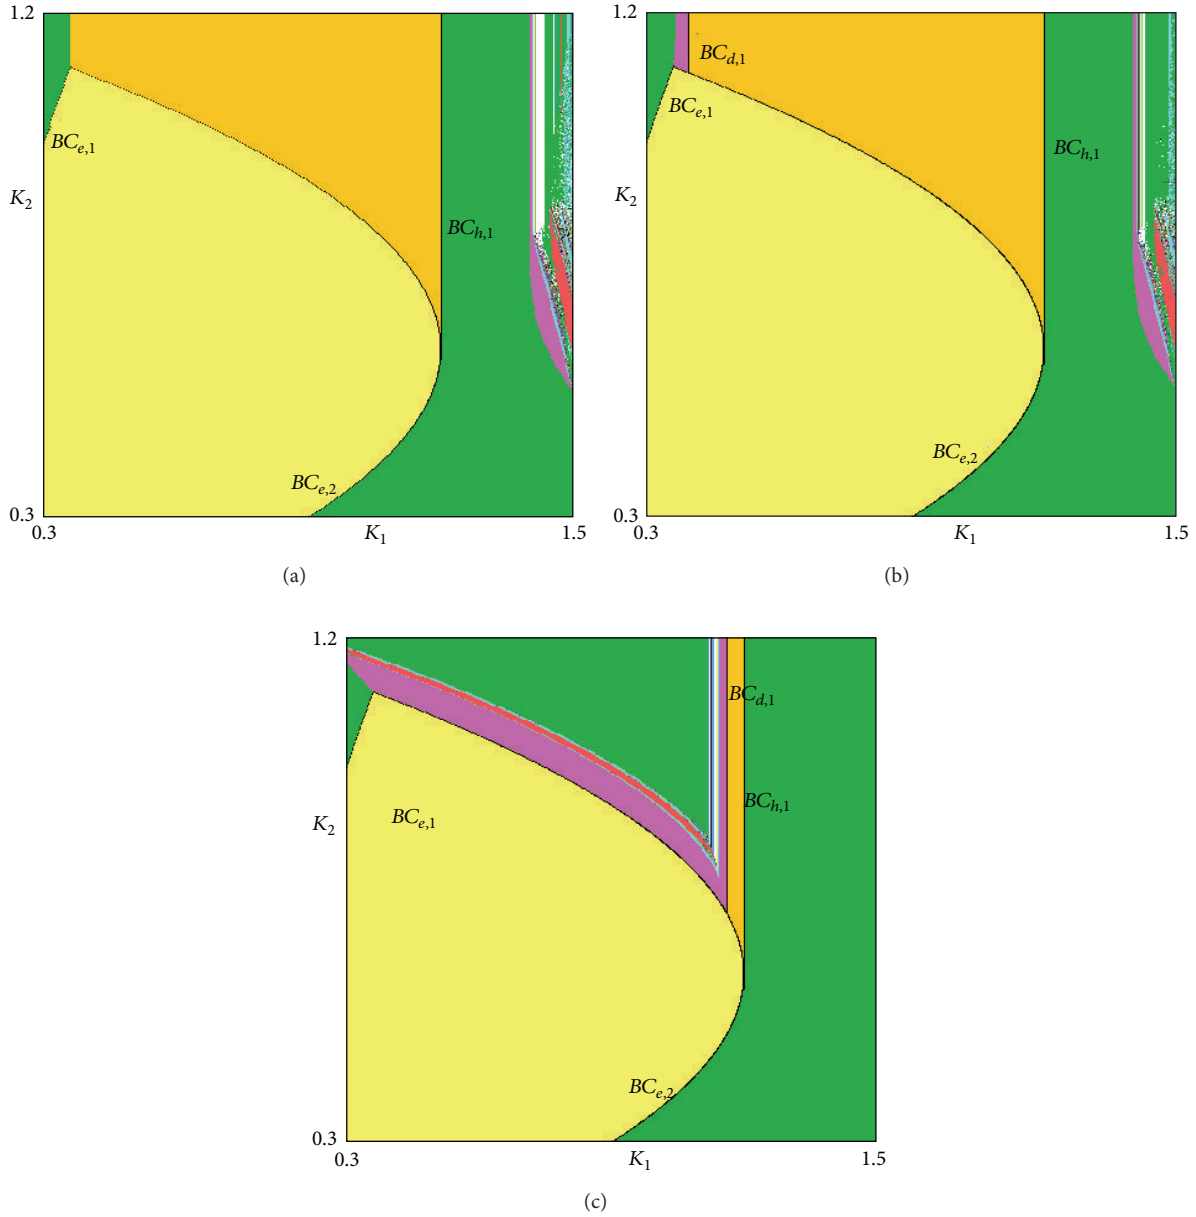 1.2
BC_{e,1}
K_2
BC_{h,1}
BC_{e,2}
0.3
0.3 K_1 1.5
(a)
1.2
BC_{d,1}
BC_{e,1}
BC_{h,1}
K_2
BC_{e,2}
0.3
0.3 K_1 1.5
(b)
1.2
BC_{d,1}
BC_{h,1}
BC_{e,1}
K_2
BC_{e,2}
0.3
0.3 K_1 1.5
(c)